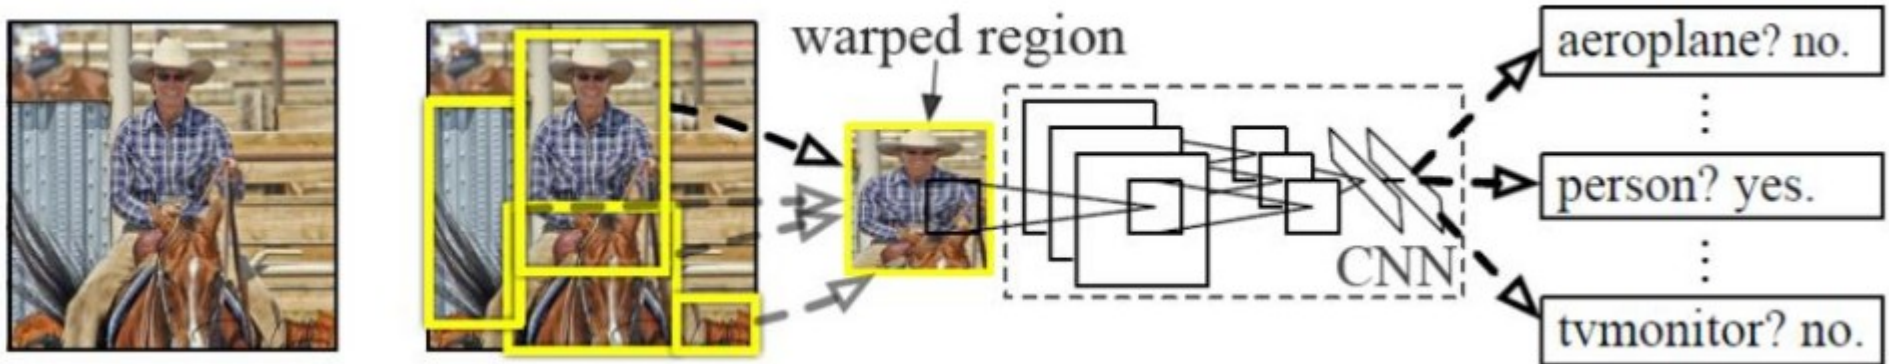 warped region
aeroplane? no.
person? yes.
CNN
tvmonitor? no.